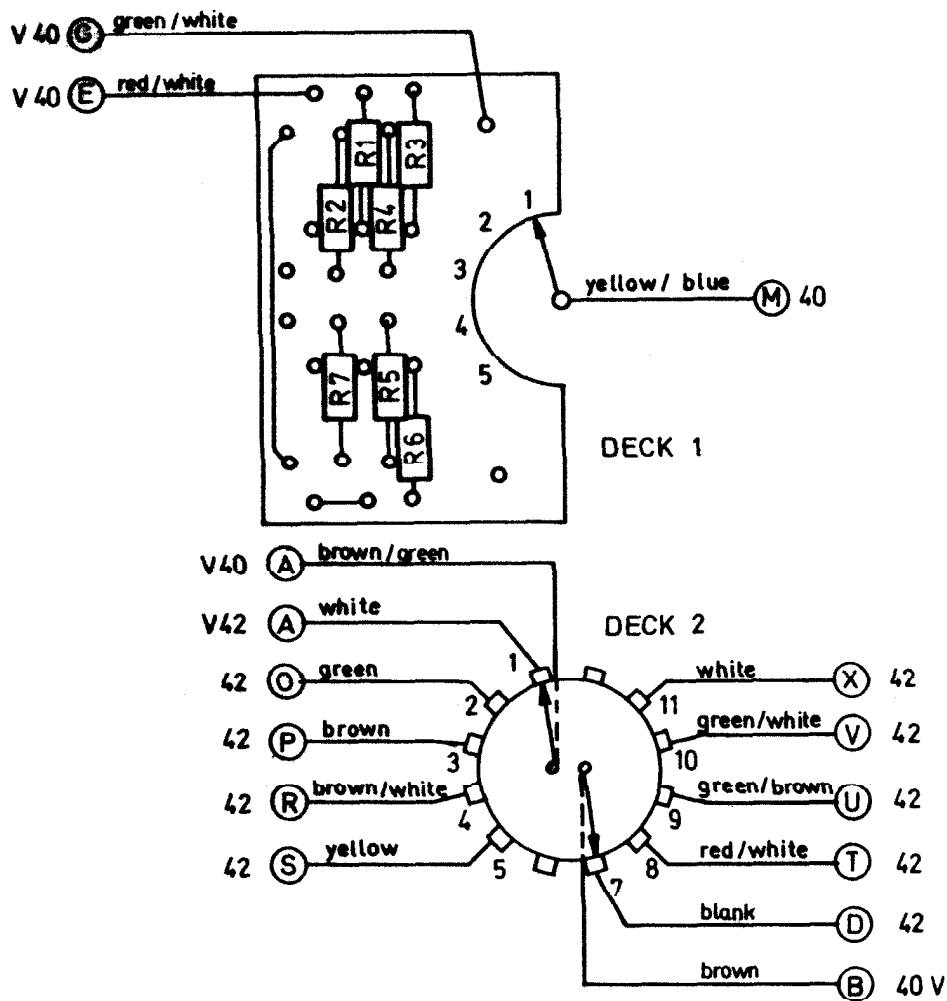 V 40 G green/white
V 40 E red/white
R1 R3
R2 R4
1
2
3
4
5
yellow/ blue M 40
R7 R5
R6
DECK 1
V40 A brown/green
V42 A white
DECK 2
42 O green
42 P brown
42 R brown/white
42 S yellow
1
2
3
4
5
7
8
9
10
11
white X 42
green/white V 42
green/brown U 42
red/white T 42
blank D 42
brown B 40 V